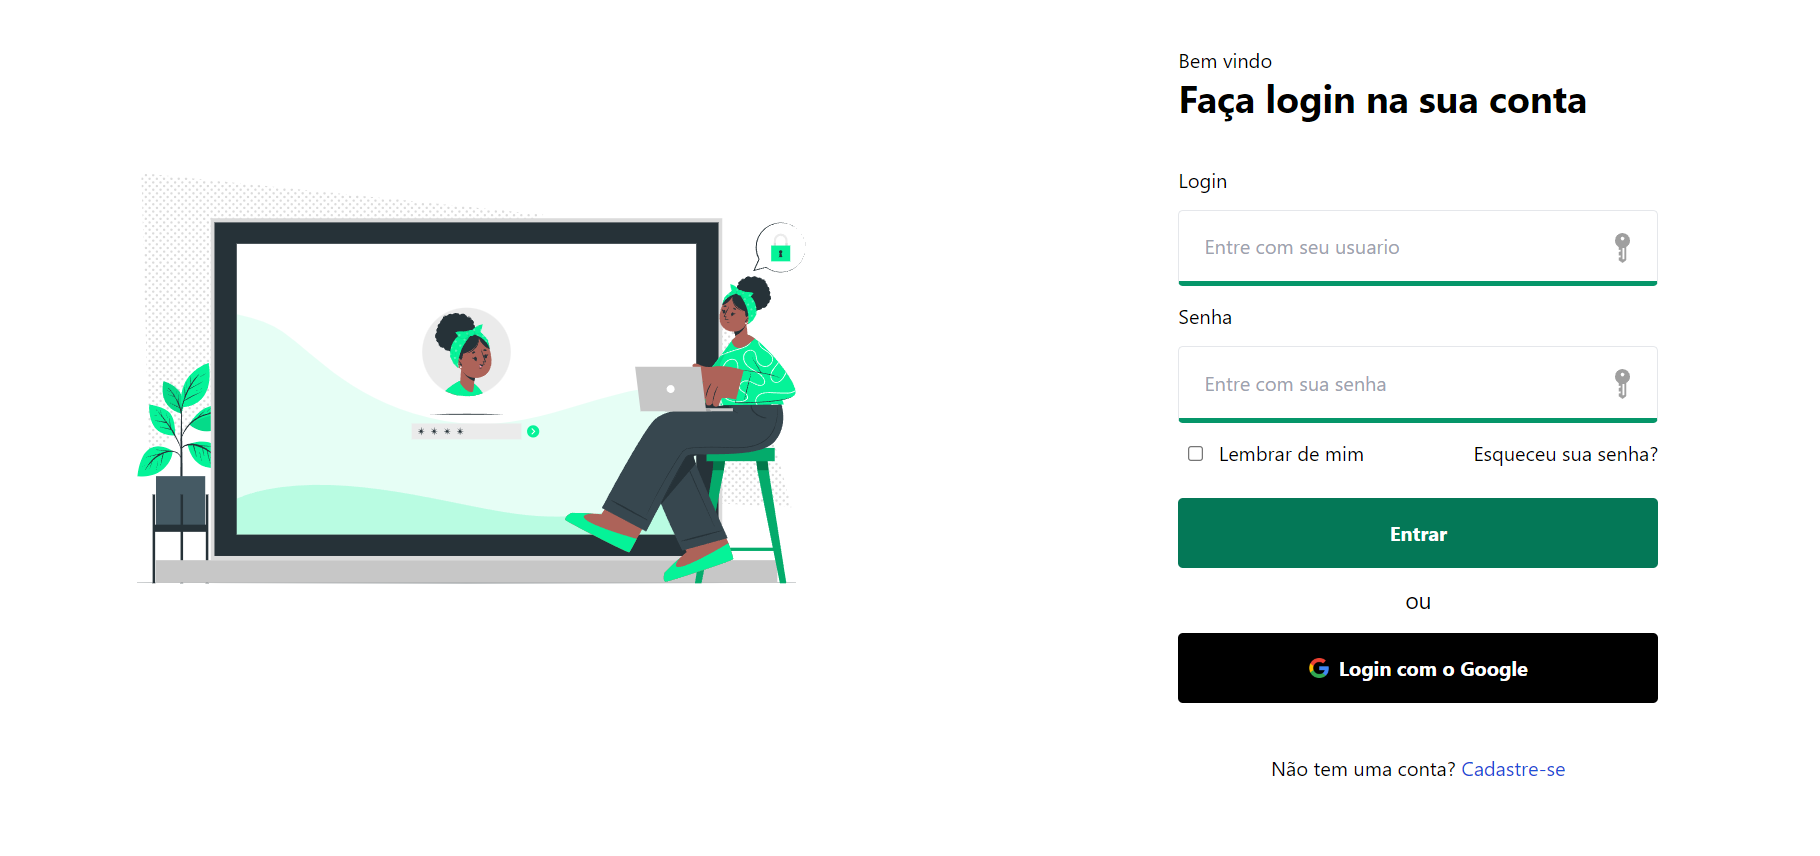 Bem vindo
Faça login na sua conta
Login
Entre com seu usuario
Senha
Entre com sua senha
Lembrar de mim Esqueceu sua senha?
Entrar
ou
Login com o Google
Não tem uma conta? Cadastre-se